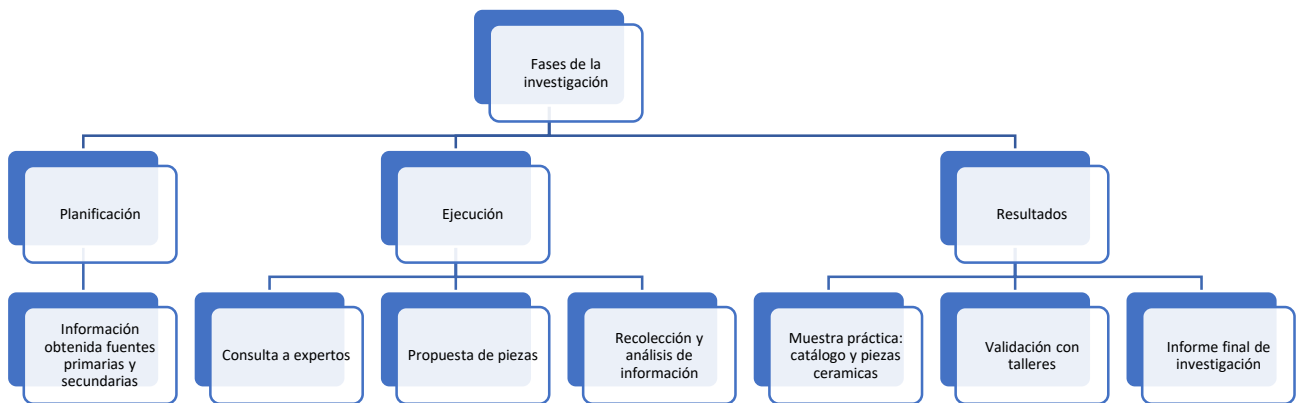 Fases de la
investigación
Planificación
Ejecución
Resultados
Información
obtenida fuentes
primarias y
secundarias
Consulta a expertos
Propuesta de piezas
Recolección y
análisis de
información
Muestra práctica:
catálogo y piezas
ceramicas
Validación con
talleres
Informe final de
investigación